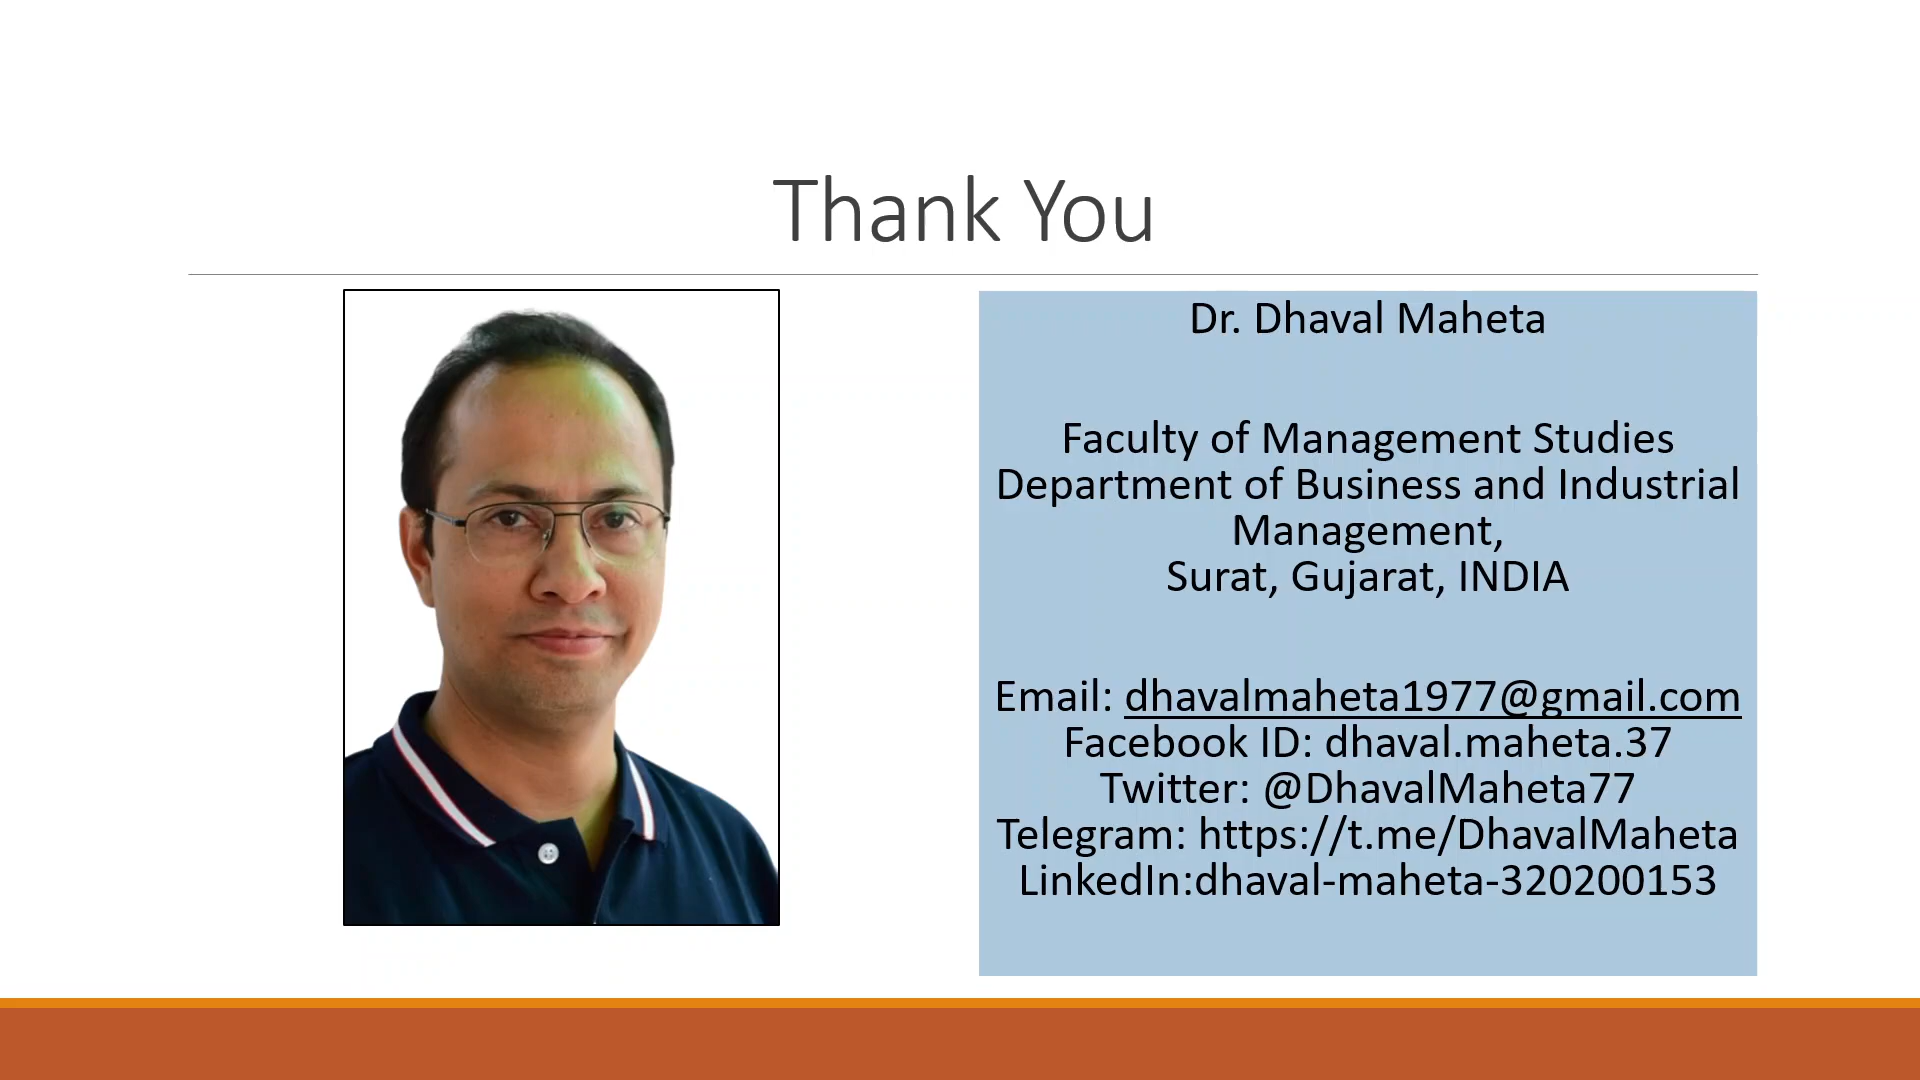 Thank You
Dr. Dhaval Maheta
Faculty of Management Studies
Department of Business and Industrial
Management,
Surat, Gujarat, INDIA
Email: dhavalmaheta1977@gmail.com
Facebook ID: dhaval.maheta.37
Twitter: @DhavalMaheta77
Telegram: https://t.me/DhavalMaheta
LinkedIn:dhaval-maheta-320200153